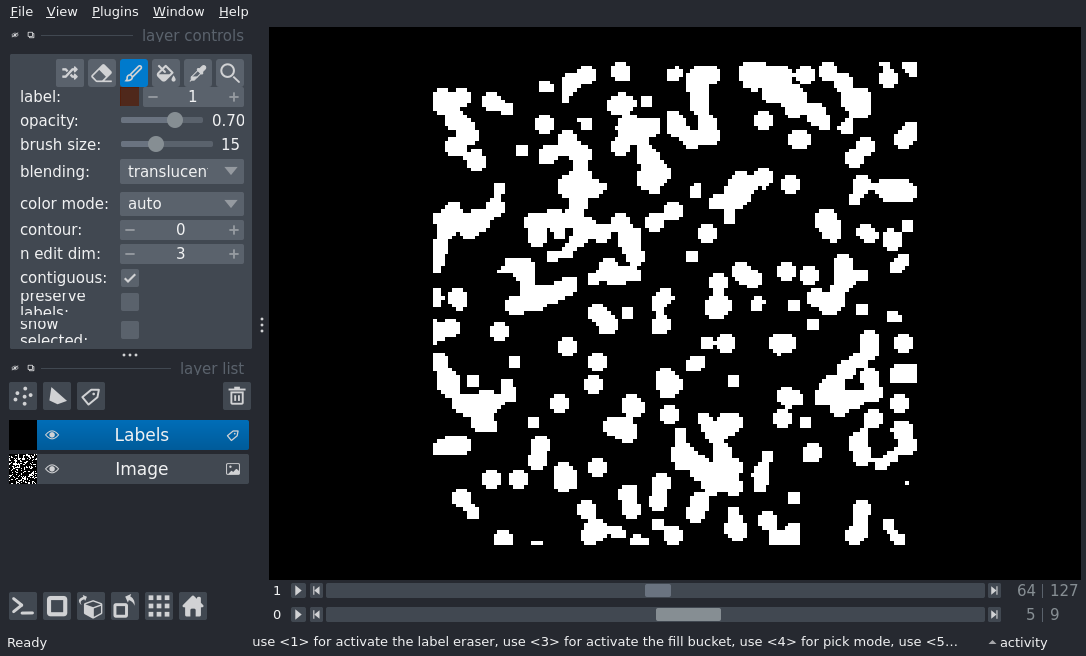 File View Plugins Window Help
layer controls
label: 1
opacity: 0.70
brush size: 15
blending: translucen
color mode: auto
contour: 0
n edit dim: 3
contiguous:
preserve
labels:
show
selected:
layer list
Labels
Image
1 64 | 127
0 5 | 9
Ready use <1> for activate the label eraser, use <3> for activate the fill bucket, use <4> for pick mode, use <5... activity